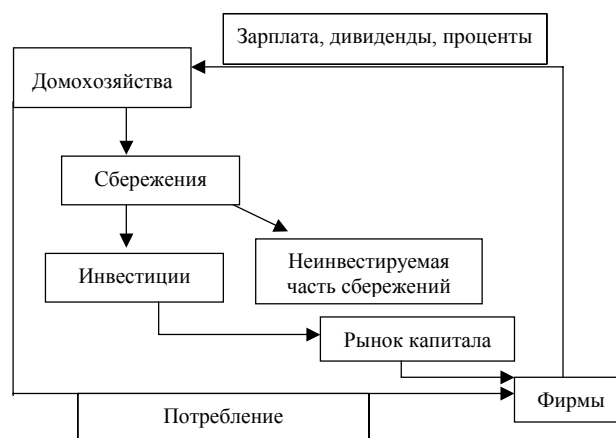 Зарплата, дивиденды, проценты
Домохозяйства
Сбережения
Инвестиции
Неинвестируемая
часть сбережений
Рынок капитала
Фирмы
Потребление